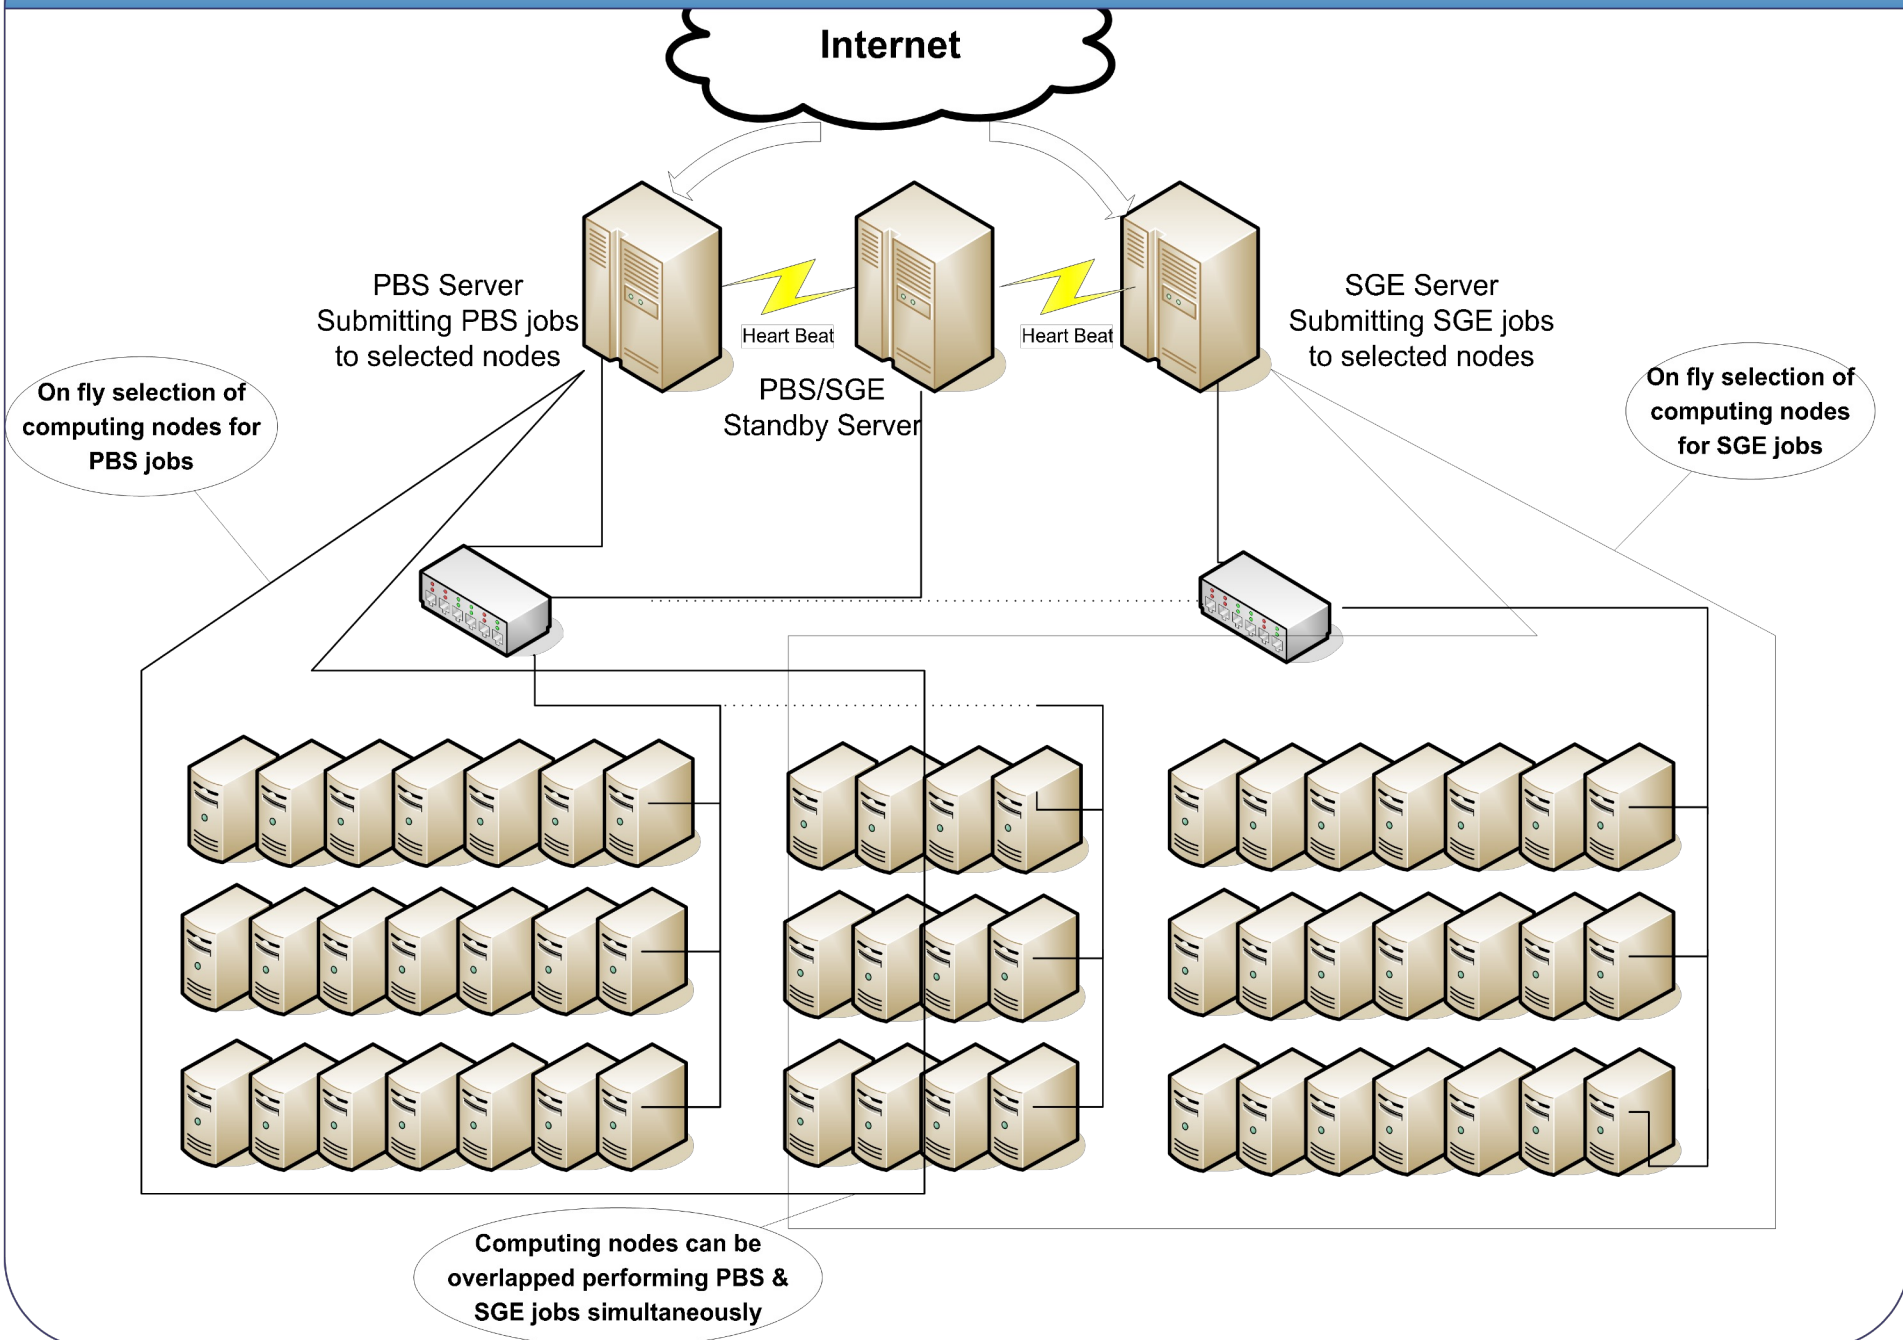 Internet
PBS Server
Submitting PBS jobs
to selected nodes
Heart Beat
Heart Beat
SGE Server
Submitting SGE jobs
to selected nodes
PBS/SGE
Standby Server
On fly selection of
computing nodes for
PBS jobs
On fly selection of
computing nodes
for SGE jobs
Computing nodes can be
overlapped performing PBS &
SGE jobs simultaneously